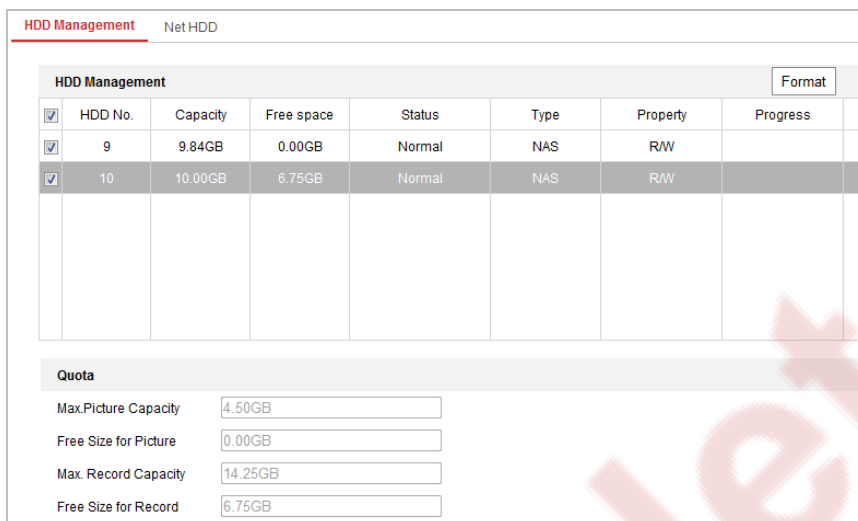 HDD Management Net HDD
HDD Management Format
HDD No. Capacity Free space Status Type Property Progress
9 9.84GB 0.00GB Normal NAS R/W
10 10.00GB 6.75GB Normal NAS R/W
Quota
Max.Picture Capacity 4.50GB
Free Size for Picture 0.00GB
Max. Record Capacity 14.25GB
Free Size for Record 6.75GB